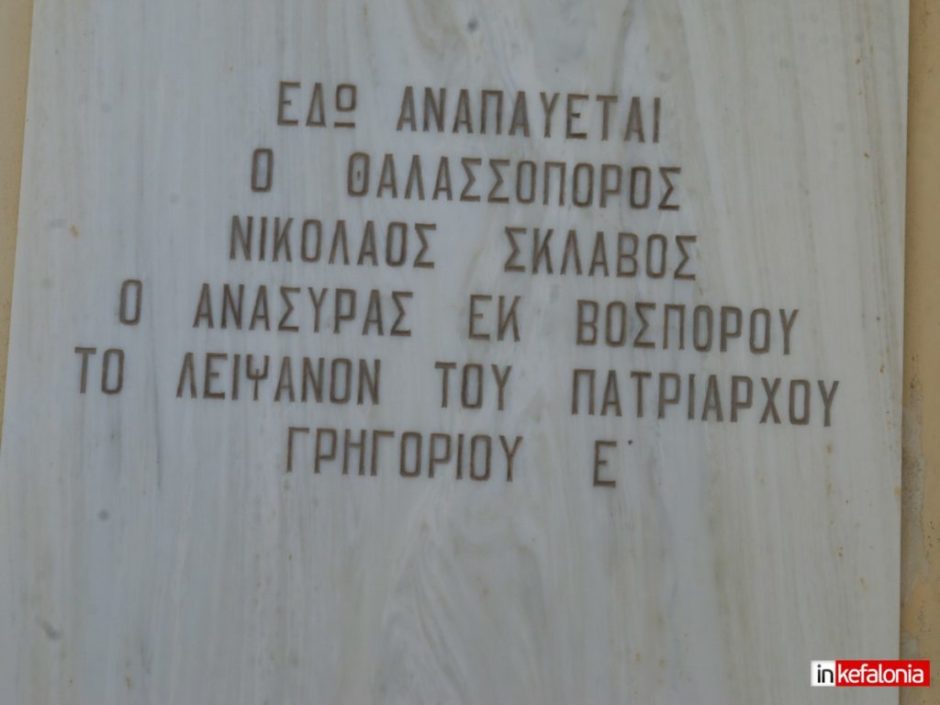 ΕΔΩ ΑΝΑΠΑΥΕΤΑΙ
Ο ΘΑΛΑΣΣΟΠΟΡΟΣ
ΝΙΚΟΛΑΟΣ ΣΚΛΑΒΟΣ
Ο ΑΝΑΣΥΡΑΣ ΕΚ ΒΟΣΠΟΡΟΥ
ΤΟ ΛΕΙΨΑΝΟΝ ΤΟΥ ΠΑΤΡΙΑΡΧΟΥ
ΓΡΗΓΟΡΙΟΥ Ε΄
inkefalonia